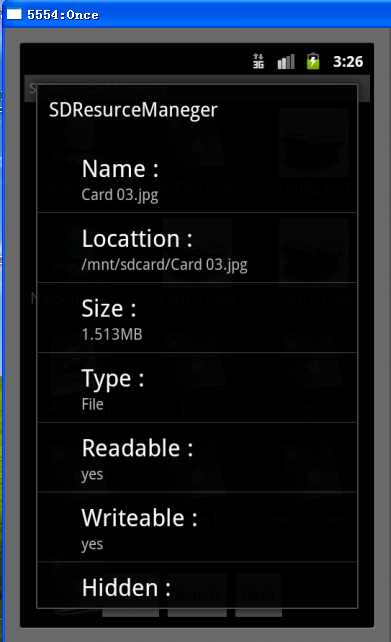 5554:Once
3G
3:26
SDResurceManeger
SDResurceManeger
Name :
Card 03.jpg
Locattion :
/mnt/sdcard/Card 03.jpg
Size :
1.513MB
Type :
File
Readable :
yes
Writeable :
yes
Hidden :